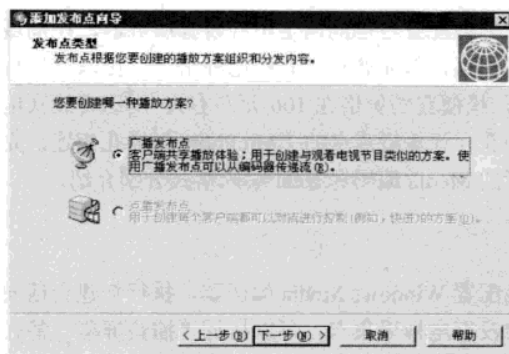 添加发布点向导
发布点类型
发布点根据您要创建的播放方案组织和分发内容。
您要创建哪一种播放方案?
广播发布点
客户端共享播放体验；用于创建与观看电视节目类似的方案。使
用广播发布点可以从编码器传递流(B)。
点播发布点
用于创建每个客户端都可以对流进行控制(例如，快进)的方案(D)。
<上一步(B) 下一步(N)> 取消 帮助